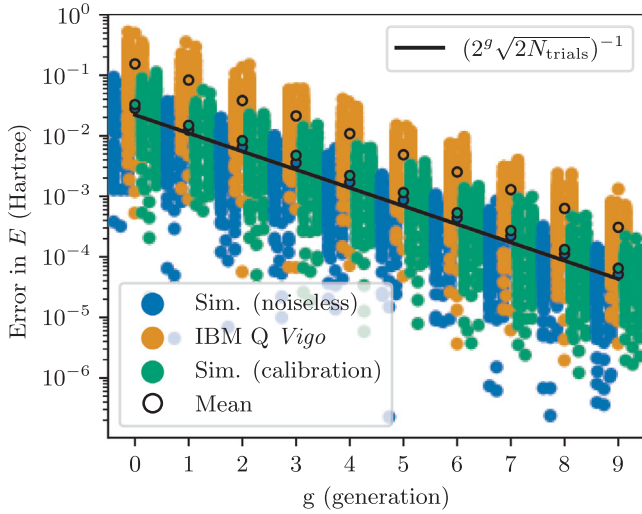 10^0
10^-1
10^-2
10^-3
10^-4
10^-5
10^-6
Error in E (Hartree)
(2^g √2N_trials)^-1
Sim. (noiseless)
IBM Q Vigo
Sim. (calibration)
Mean
0 1 2 3 4 5 6 7 8 9
g (generation)